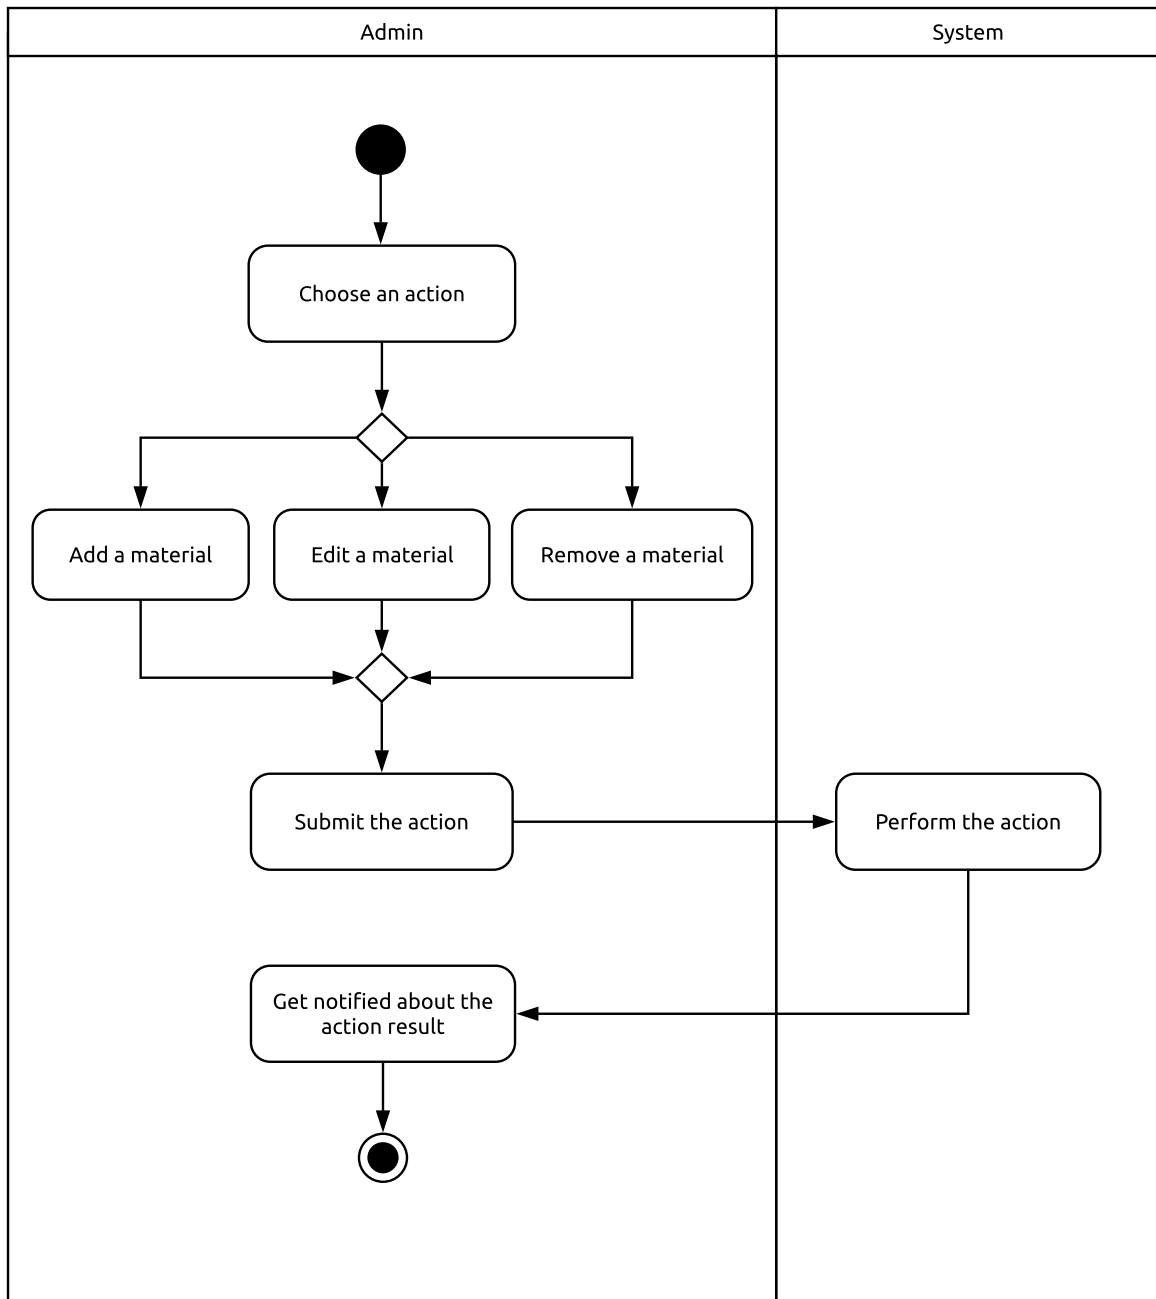 Admin
System
Choose an action
Add a material
Edit a material
Remove a material
Submit the action
Perform the action
Get notified about the
action result